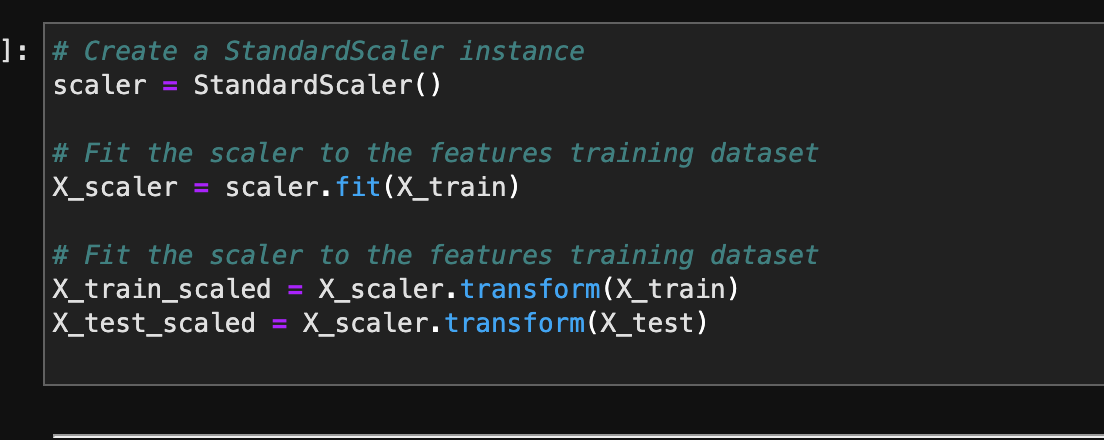 ]: # Create a StandardScaler instance
scaler = StandardScaler()
# Fit the scaler to the features training dataset
X_scaler = scaler.fit(X_train)
# Fit the scaler to the features training dataset
X_train_scaled = X_scaler.transform(X_train)
X_test_scaled = X_scaler.transform(X_test)